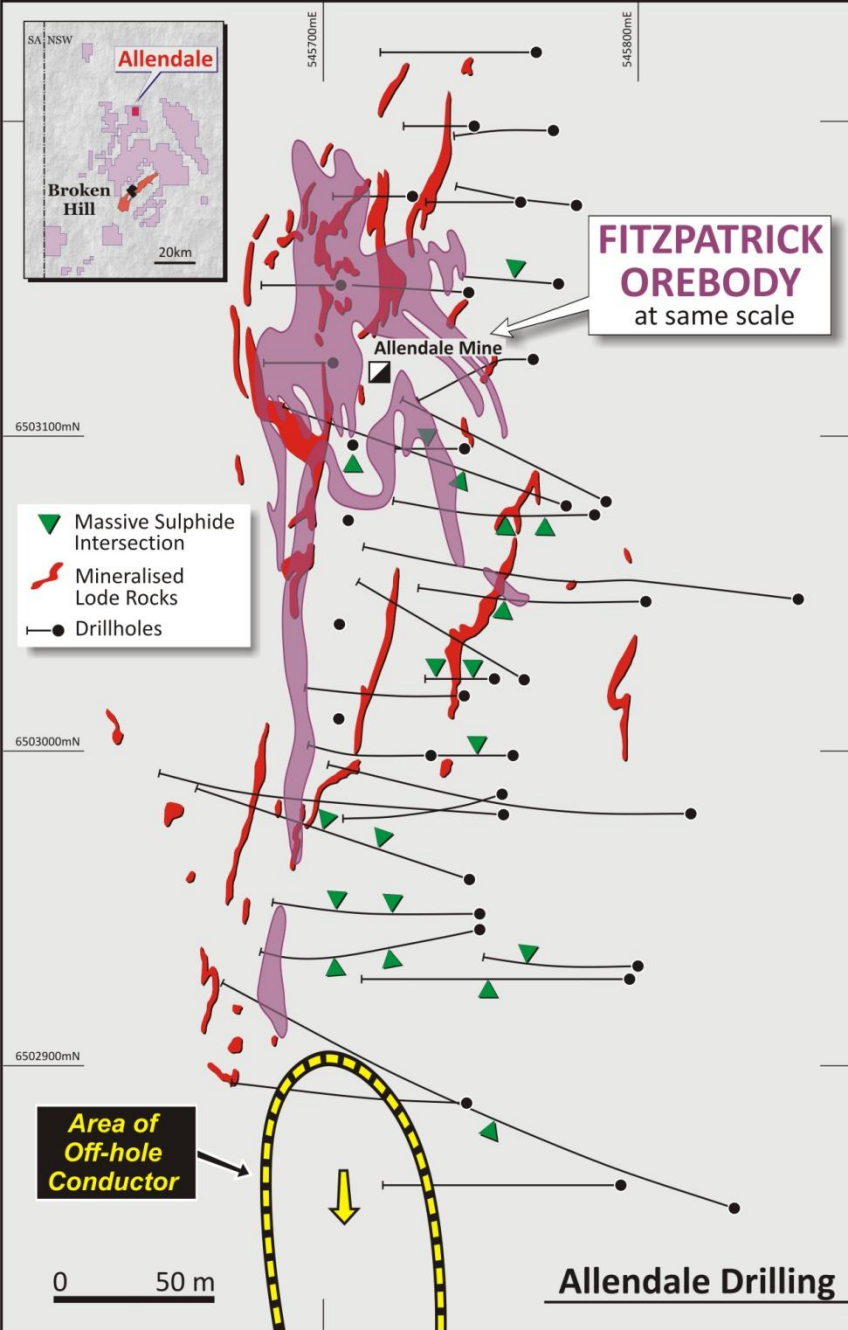 SA NSW
Allendale
Broken
Hill
20km
545700mE
545800mE
FITZPATRICK
OREBODY
at same scale
Allendale Mine
6503100mN
Massive Sulphide
Intersection
Mineralised
Lode Rocks
Drillholes
6503000mN
6502900mN
Area of
Off-hole
Conductor
0 50 m
Allendale Drilling